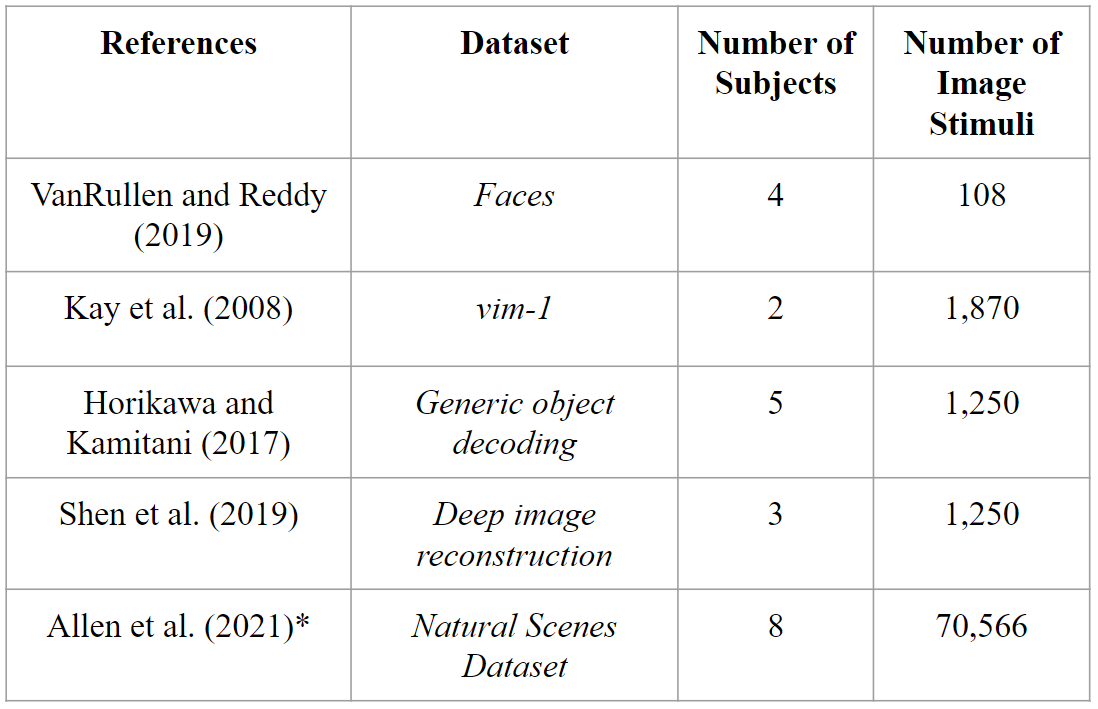 References Dataset Number of Subjects Number of Image Stimuli
VanRullen and Reddy (2019) Faces 4 108
Kay et al. (2008) vim-1 2 1,870
Horikawa and Kamitani (2017) Generic object decoding 5 1,250
Shen et al. (2019) Deep image reconstruction 3 1,250
Allen et al. (2021)* Natural Scenes Dataset 8 70,566